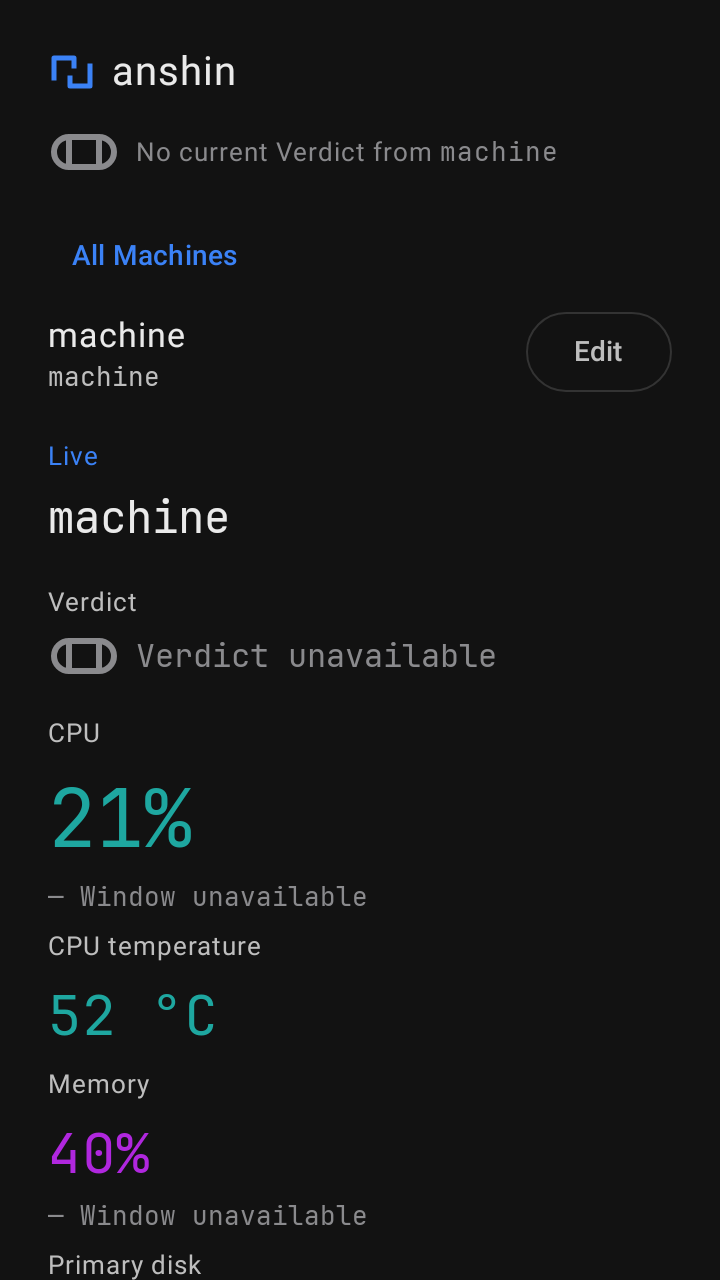 anshin
No current Verdict from machine
All Machines
machine
Edit
machine
Live
machine
Verdict
Verdict unavailable
CPU
21%
— Window unavailable
CPU temperature
52 °C
Memory
40%
— Window unavailable
Primary disk